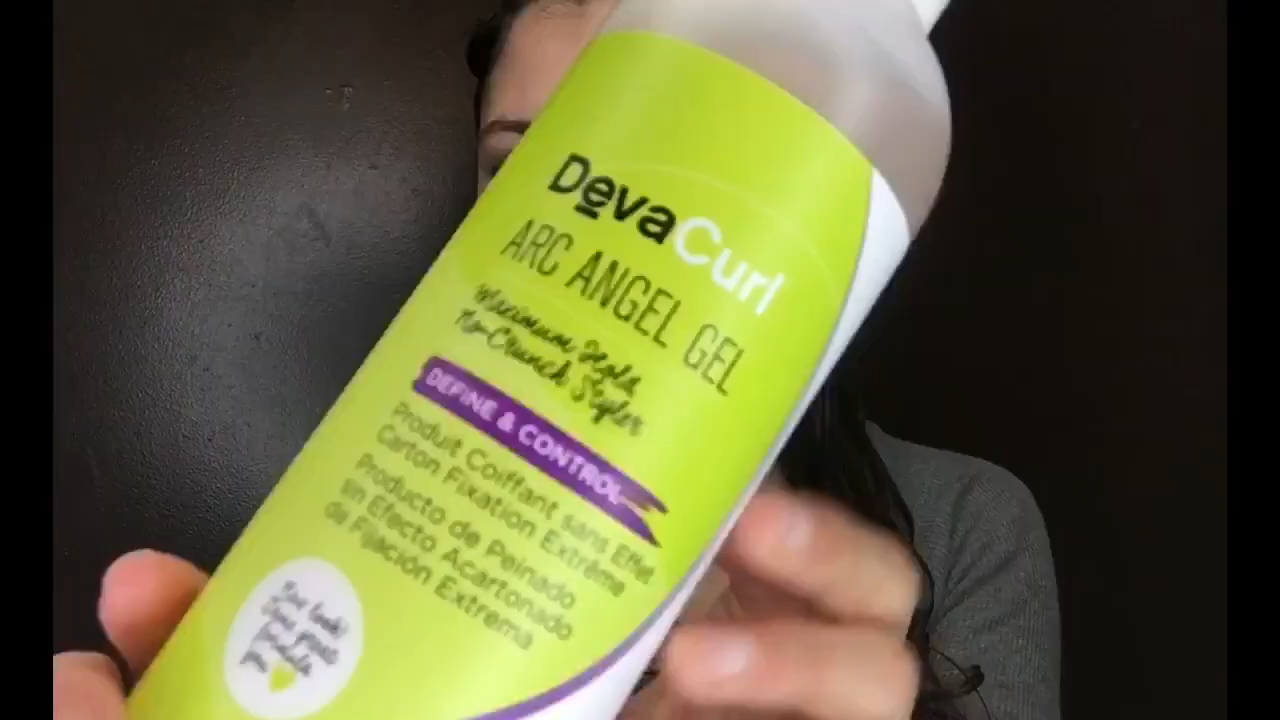 DevaCurl
ARC ANGEL GEL
Maximum Hold
No-Crunch Styler
DEFINE & CONTROL
Produit Coiffant sans Effet
Carton Fixation Extrême
Producto de Peinado
sin Efecto Acartonado
de Fijación Extrema